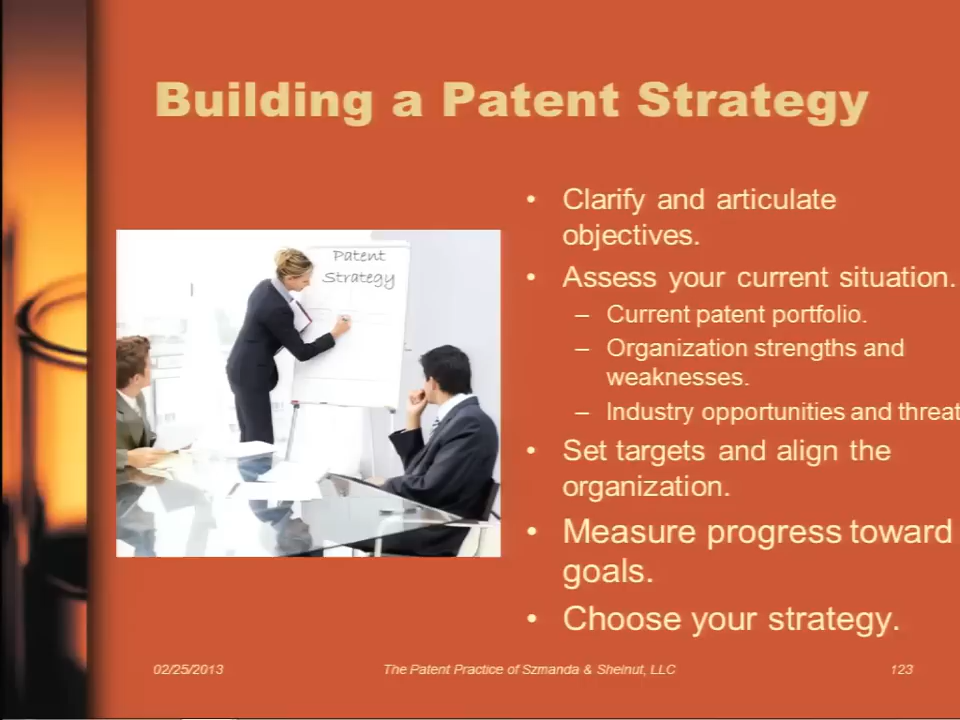 Building a Patent Strategy
Patent
Strategy
• Clarify and articulate
objectives.
• Assess your current situation.
– Current patent portfolio.
– Organization strengths and
weaknesses.
– Industry opportunities and threat
• Set targets and align the
organization.
• Measure progress toward
goals.
• Choose your strategy.
02/25/2013
The Patent Practice of Szmanda & Shelnut, LLC
123